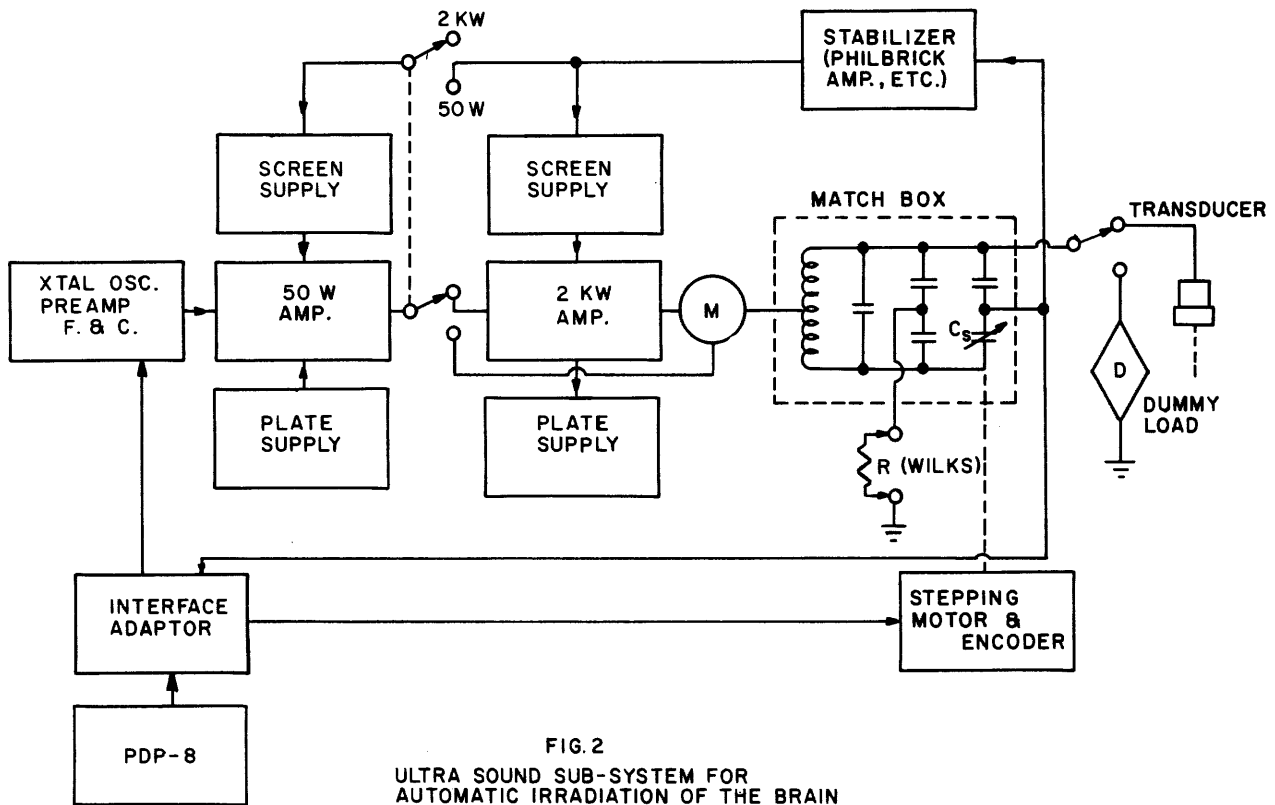 2 KW
50 W
STABILIZER
(PHILBRICK
AMP., ETC.)
SCREEN
SUPPLY
SCREEN
SUPPLY
MATCH BOX
TRANSDUCER
XTAL OSC.
PREAMP
F. & C.
50 W
AMP.
2 KW
AMP.
M
Cs
D
DUMMY
LOAD
PLATE
SUPPLY
PLATE
SUPPLY
R (WILKS)
INTERFACE
ADAPTOR
STEPPING
MOTOR &
ENCODER
PDP-8
FIG. 2
ULTRA SOUND SUB-SYSTEM FOR
AUTOMATIC IRRADIATION OF THE BRAIN